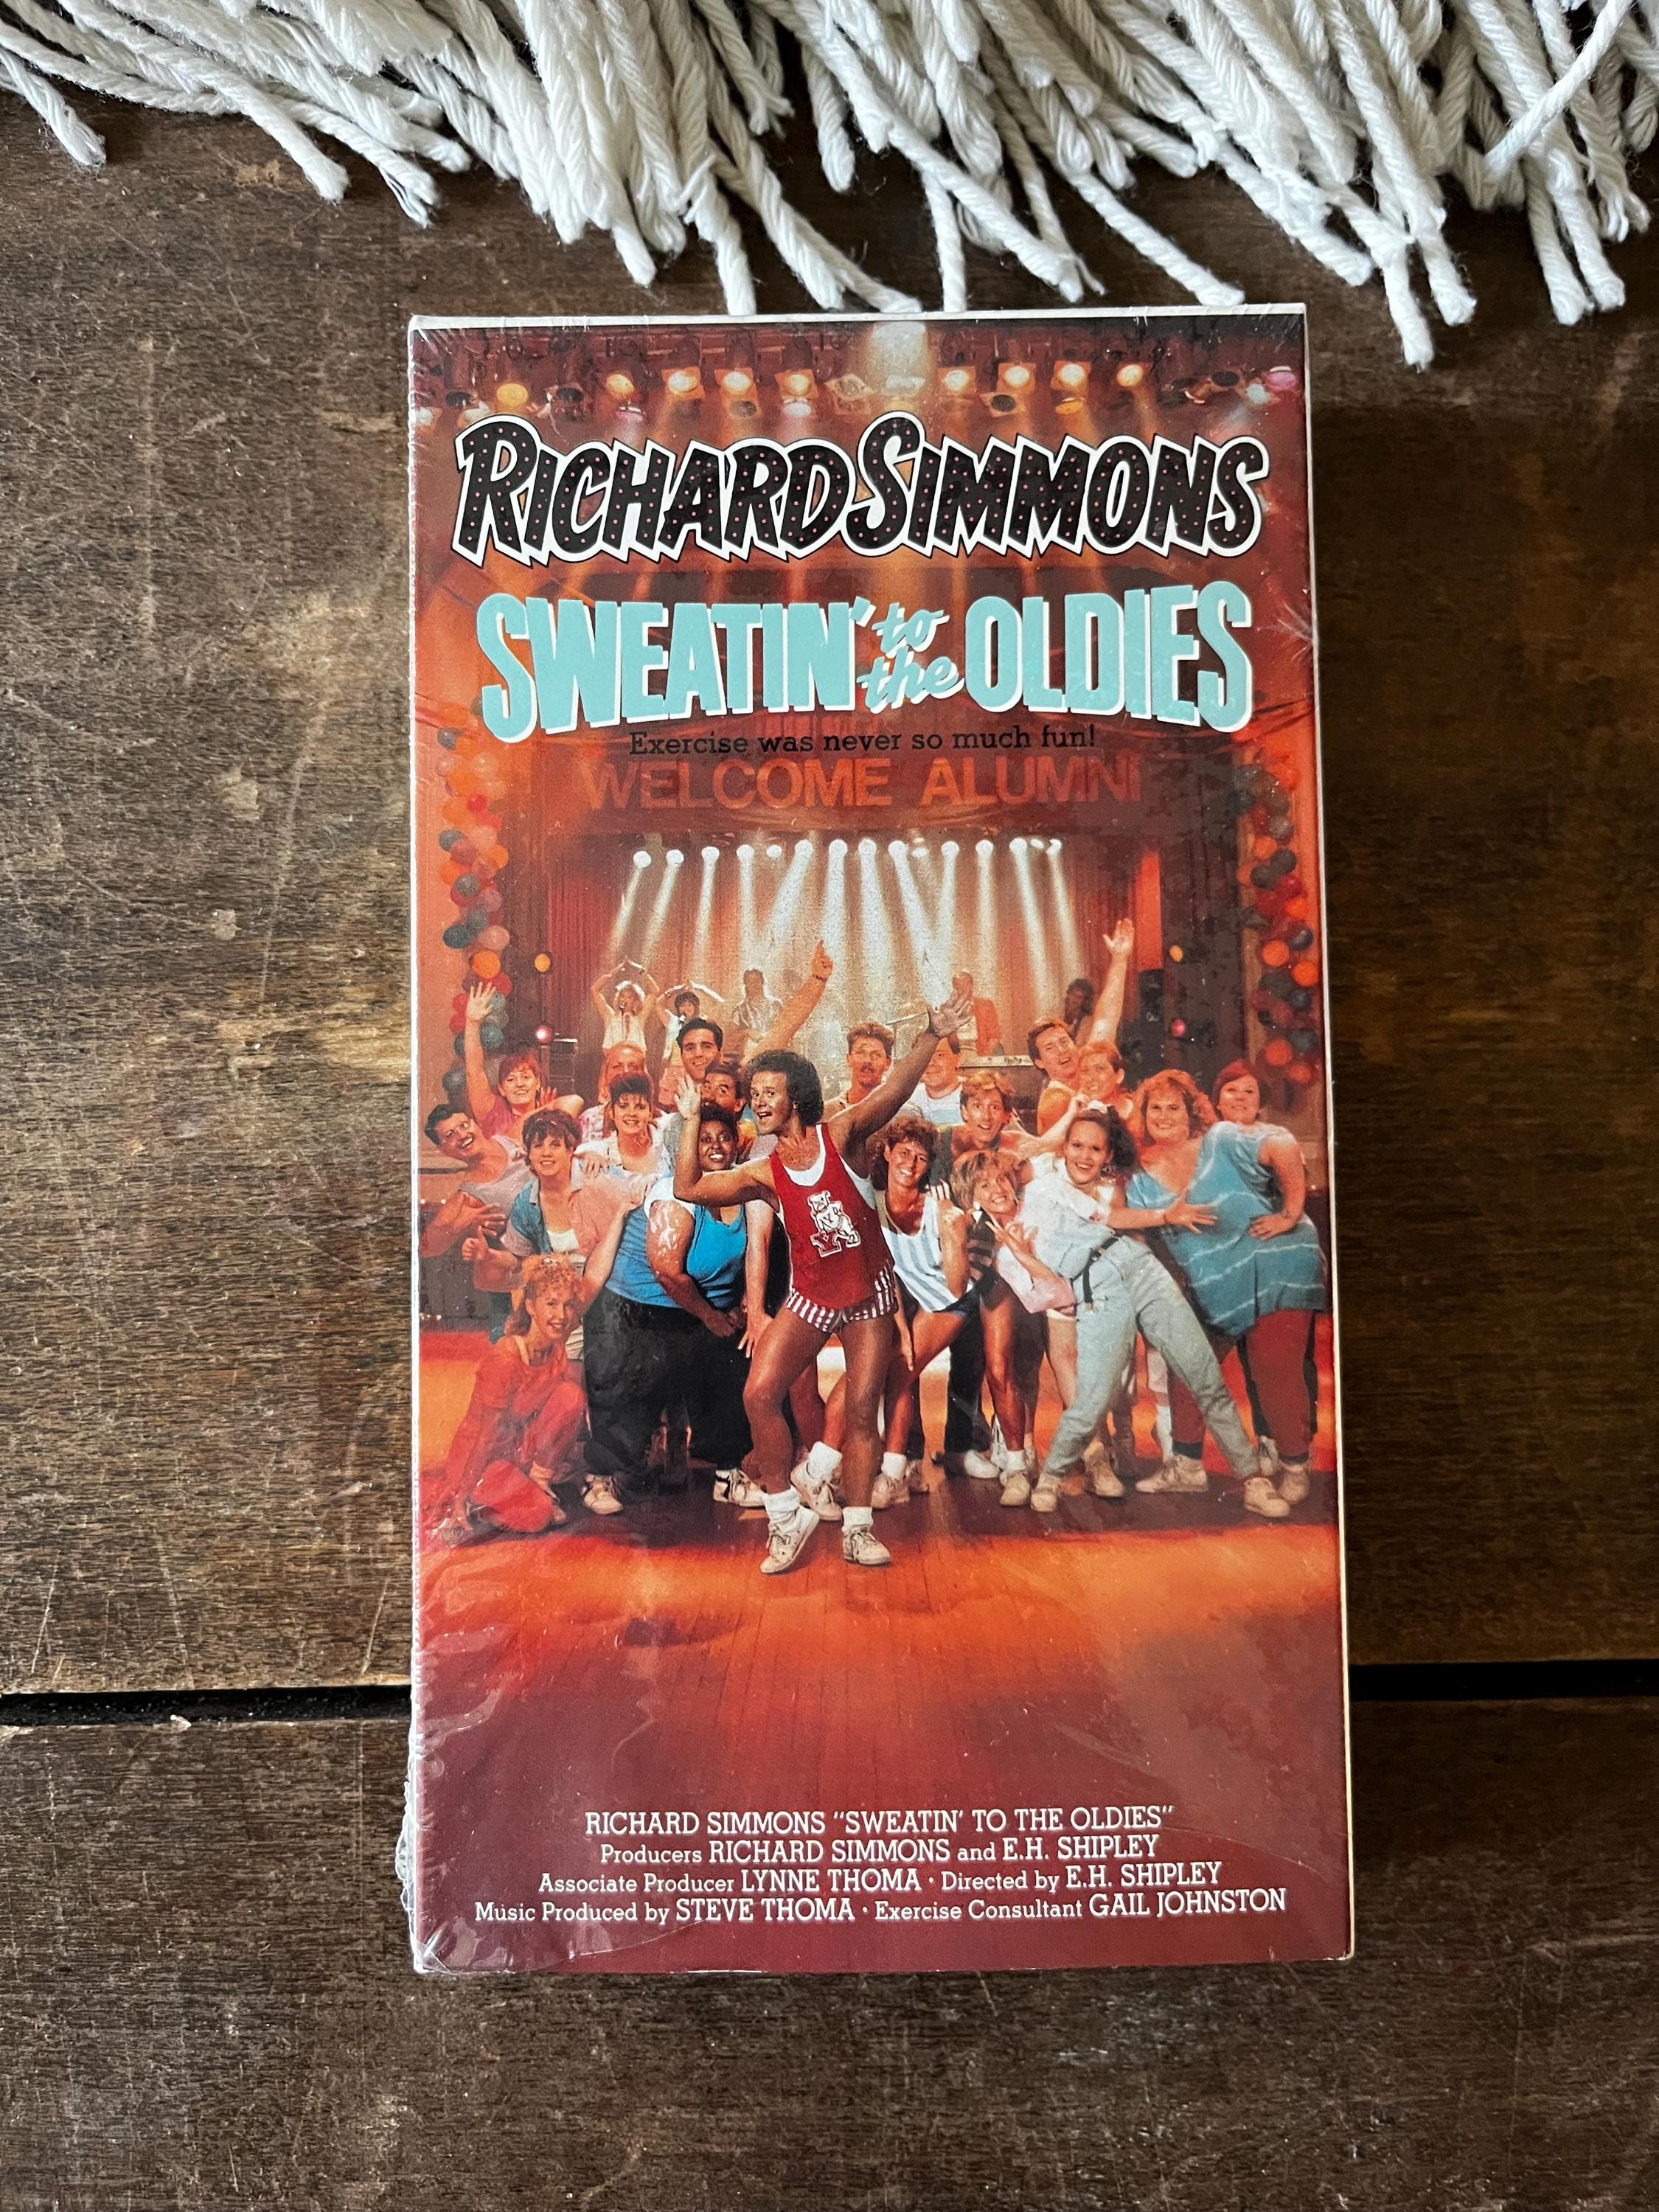 RICHARD SIMMONS
SWEATIN' to the OLDIES
Exercise was never so much fun!
WELCOME ALUMNI
RICHARD SIMMONS "SWEATIN' TO THE OLDIES"
Producers RICHARD SIMMONS and E.H. SHIPLEY
Associate Producer LYNNE THOMA · Directed by E.H. SHIPLEY
Music Produced by STEVE THOMA · Exercise Consultant GAIL JOHNSTON